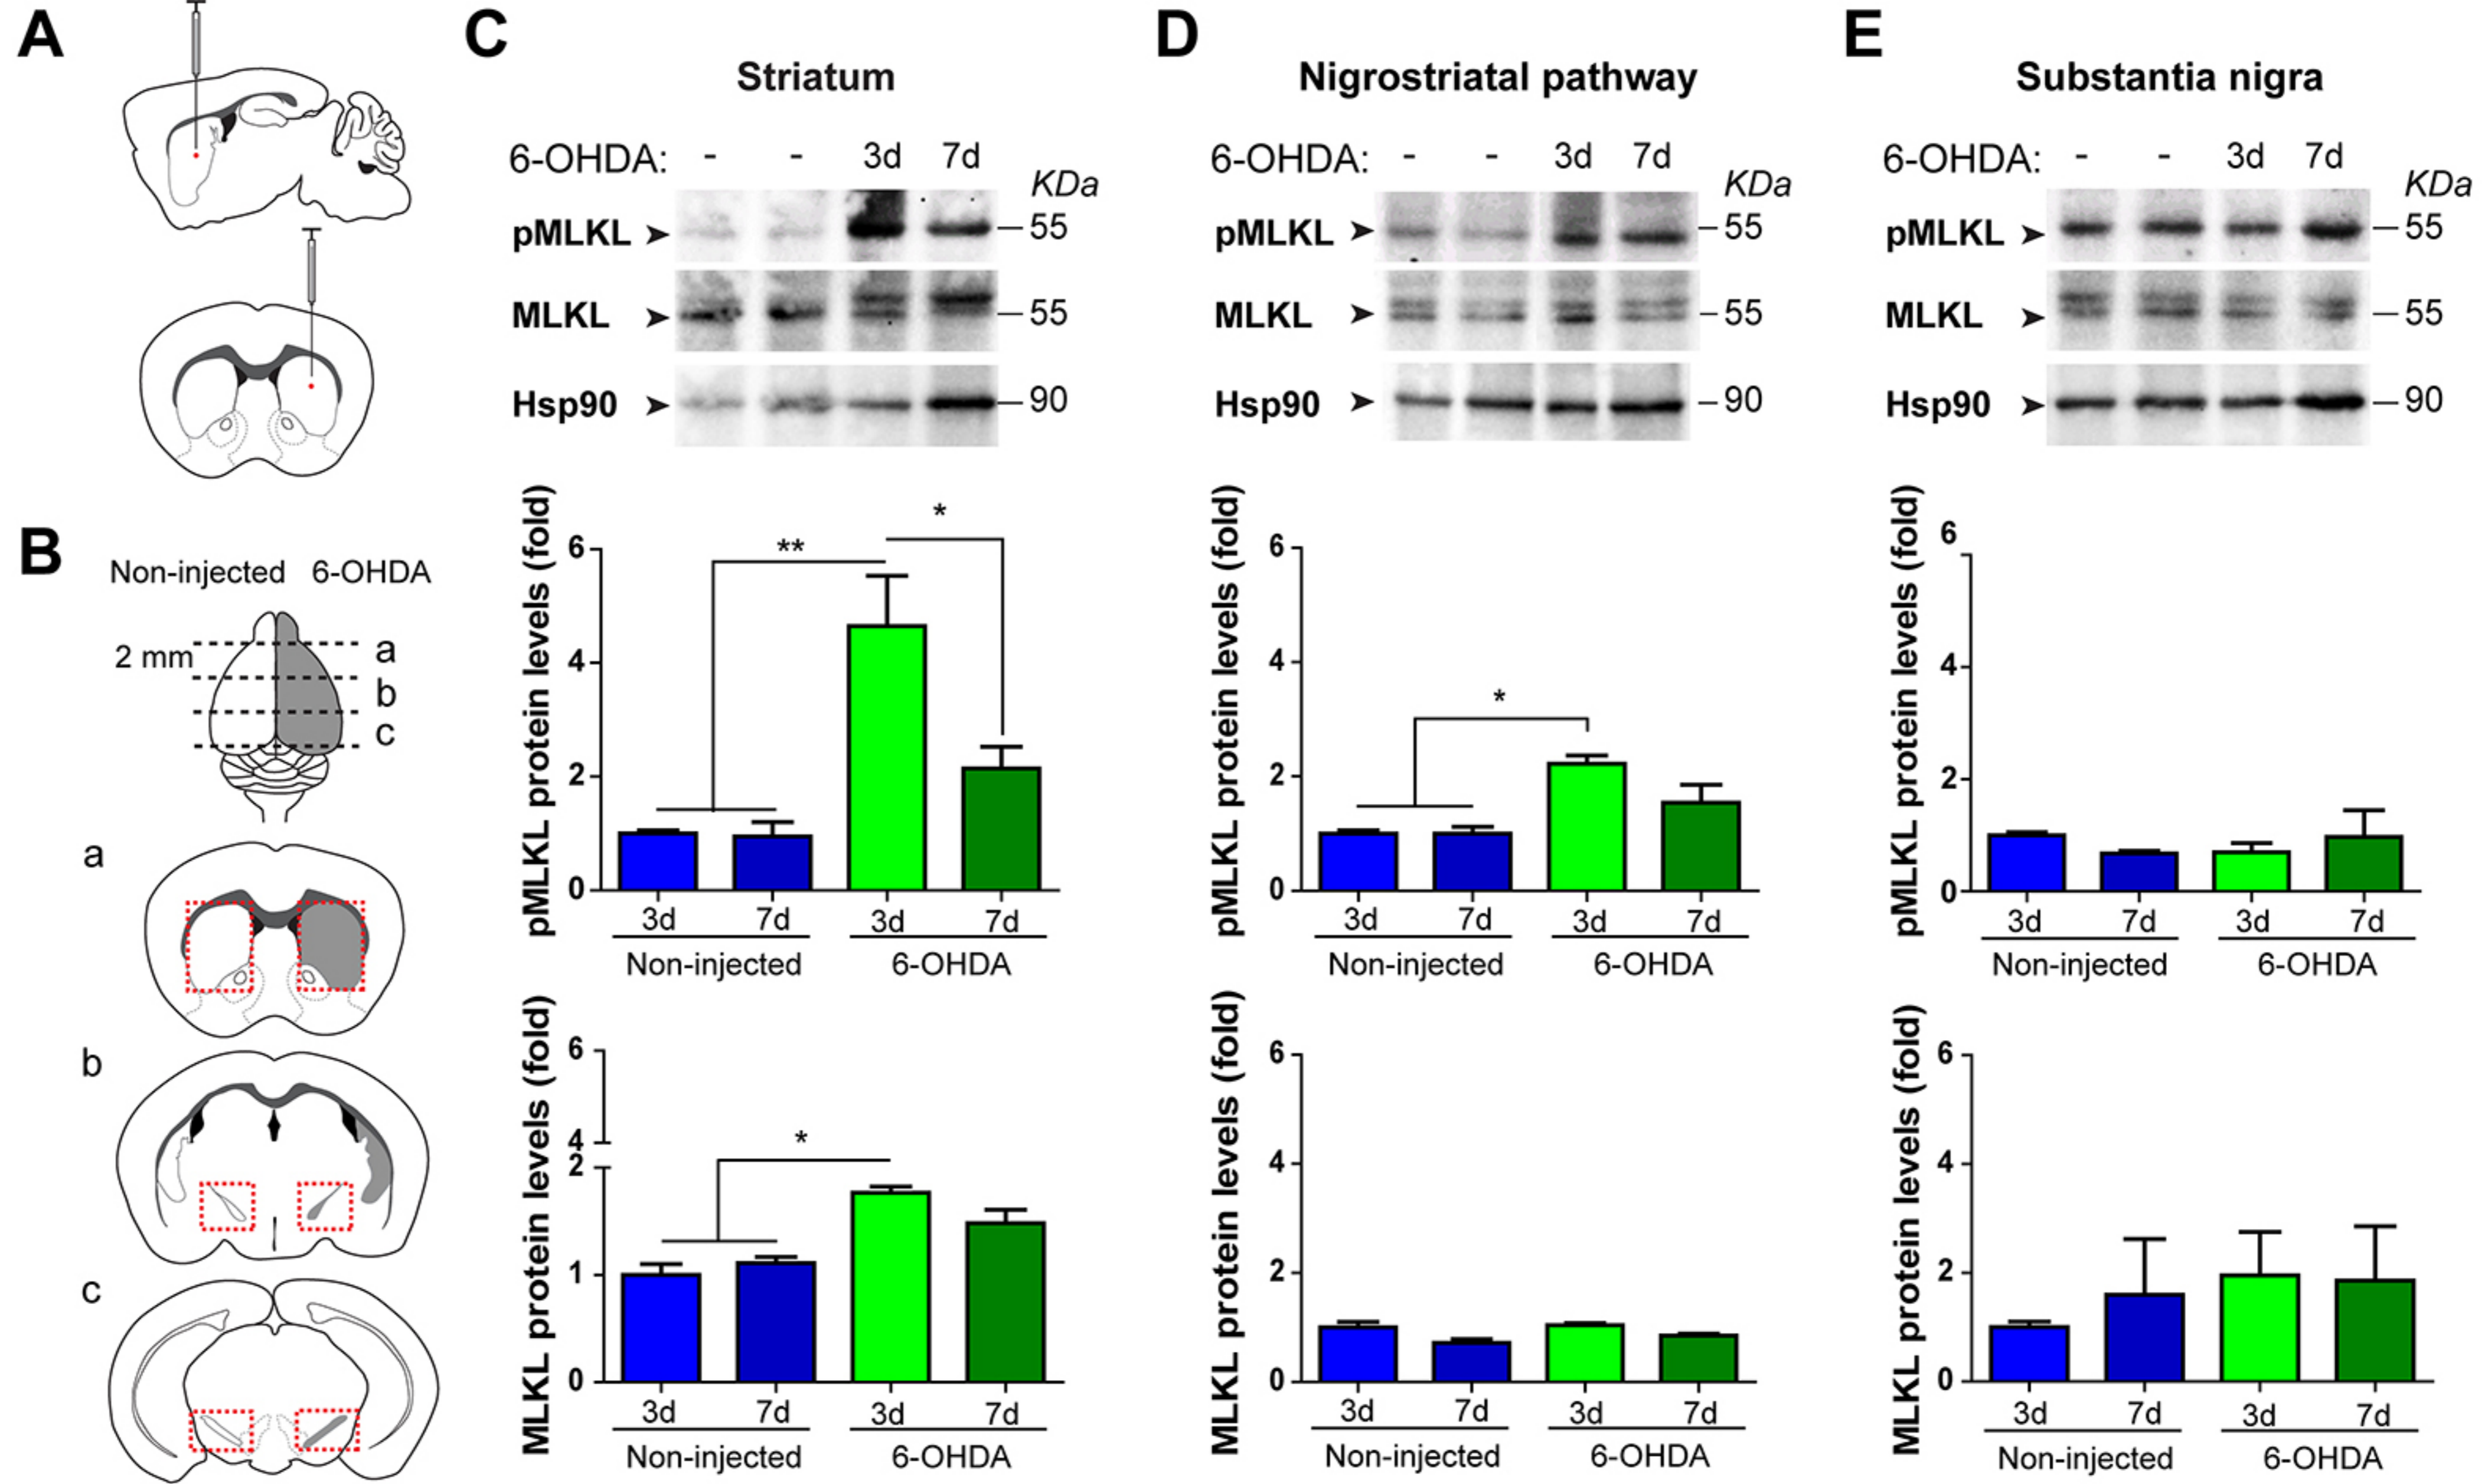 A
B
Non-injected 6-OHDA
2 mm
a
b
c
a
b
c
C
Striatum
6-OHDA: - - 3d 7d
KDa
pMLKL 55
MLKL 55
Hsp90 90
pMLKL protein levels (fold)
6
4
2
0
**
*
3d 7d 3d 7d
Non-injected 6-OHDA
MLKL protein levels (fold)
6
4
2
1
0
*
3d 7d 3d 7d
Non-injected 6-OHDA
D
Nigrostriatal pathway
6-OHDA: - - 3d 7d
KDa
pMLKL 55
MLKL 55
Hsp90 90
pMLKL protein levels (fold)
6
4
2
0
*
3d 7d 3d 7d
Non-injected 6-OHDA
MLKL protein levels (fold)
6
4
2
0
3d 7d 3d 7d
Non-injected 6-OHDA
E
Substantia nigra
6-OHDA: - - 3d 7d
KDa
pMLKL 55
MLKL 55
Hsp90 90
pMLKL protein levels (fold)
6
4
2
0
3d 7d 3d 7d
Non-injected 6-OHDA
MLKL protein levels (fold)
6
4
2
0
3d 7d 3d 7d
Non-injected 6-OHDA